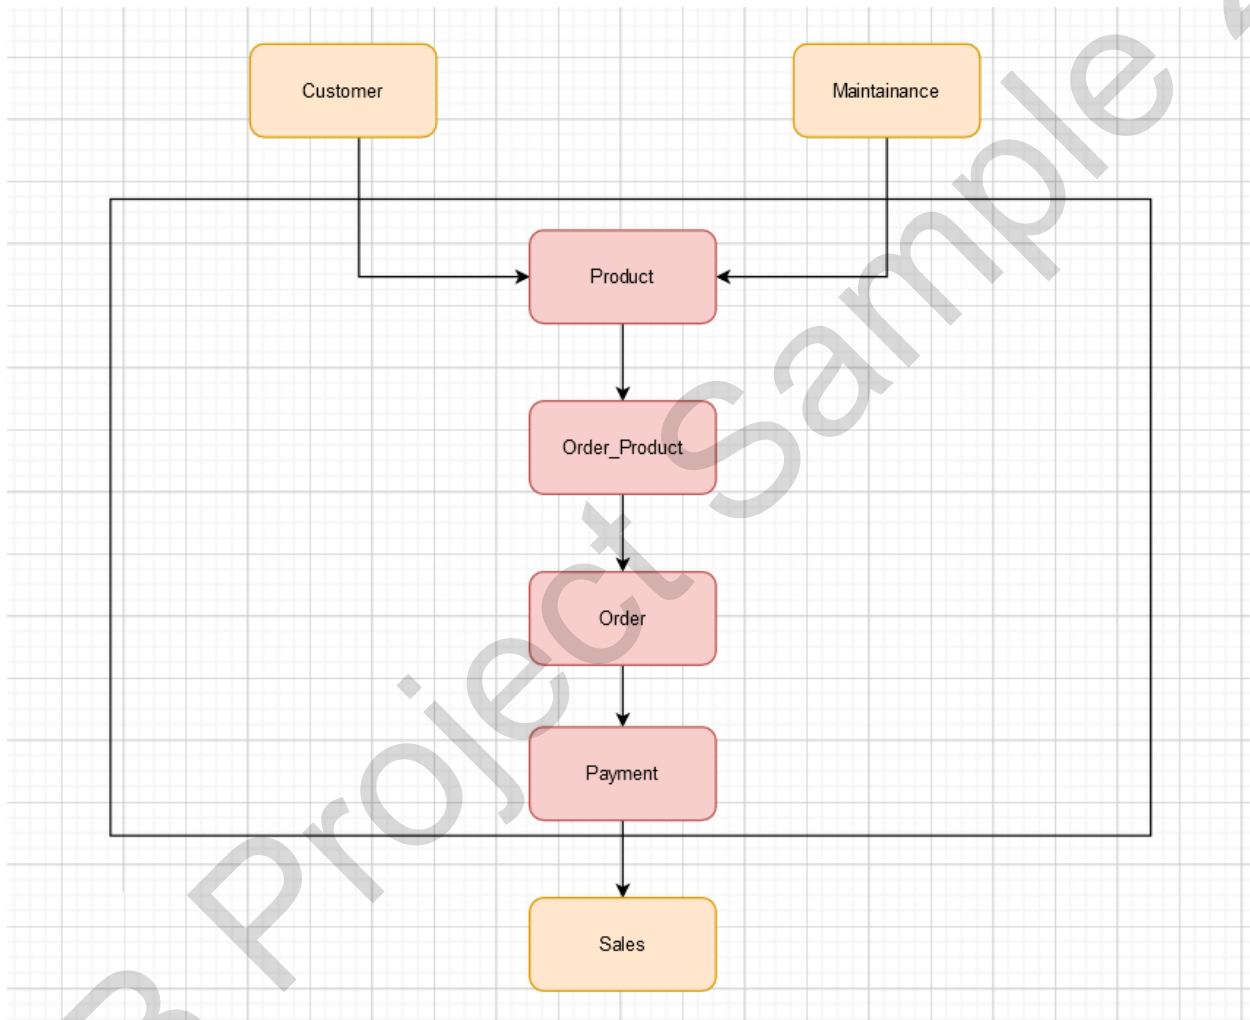 Customer
Maintainance
Product
Order_Product
Order
Payment
Sales
Project Sample